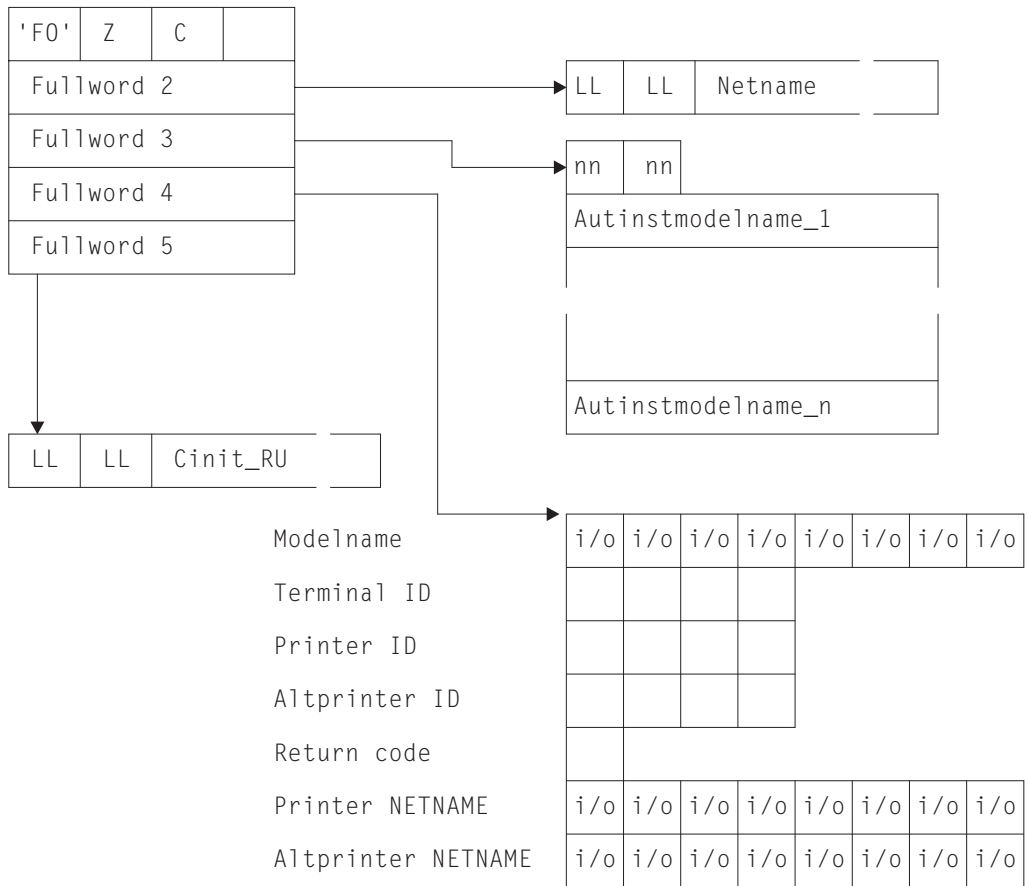 'F0' Z C
Fullword 2
LL LL Netname
Fullword 3
nn nn
Fullword 4
Autinstmodelname_1
Fullword 5
Autinstmodelname_n
LL LL Cinit_RU
Modelname i/o i/o i/o i/o i/o i/o i/o i/o
Terminal ID
Printer ID
Altprinter ID
Return code
Printer NETNAME i/o i/o i/o i/o i/o i/o i/o i/o
Altprinter NETNAME i/o i/o i/o i/o i/o i/o i/o i/o